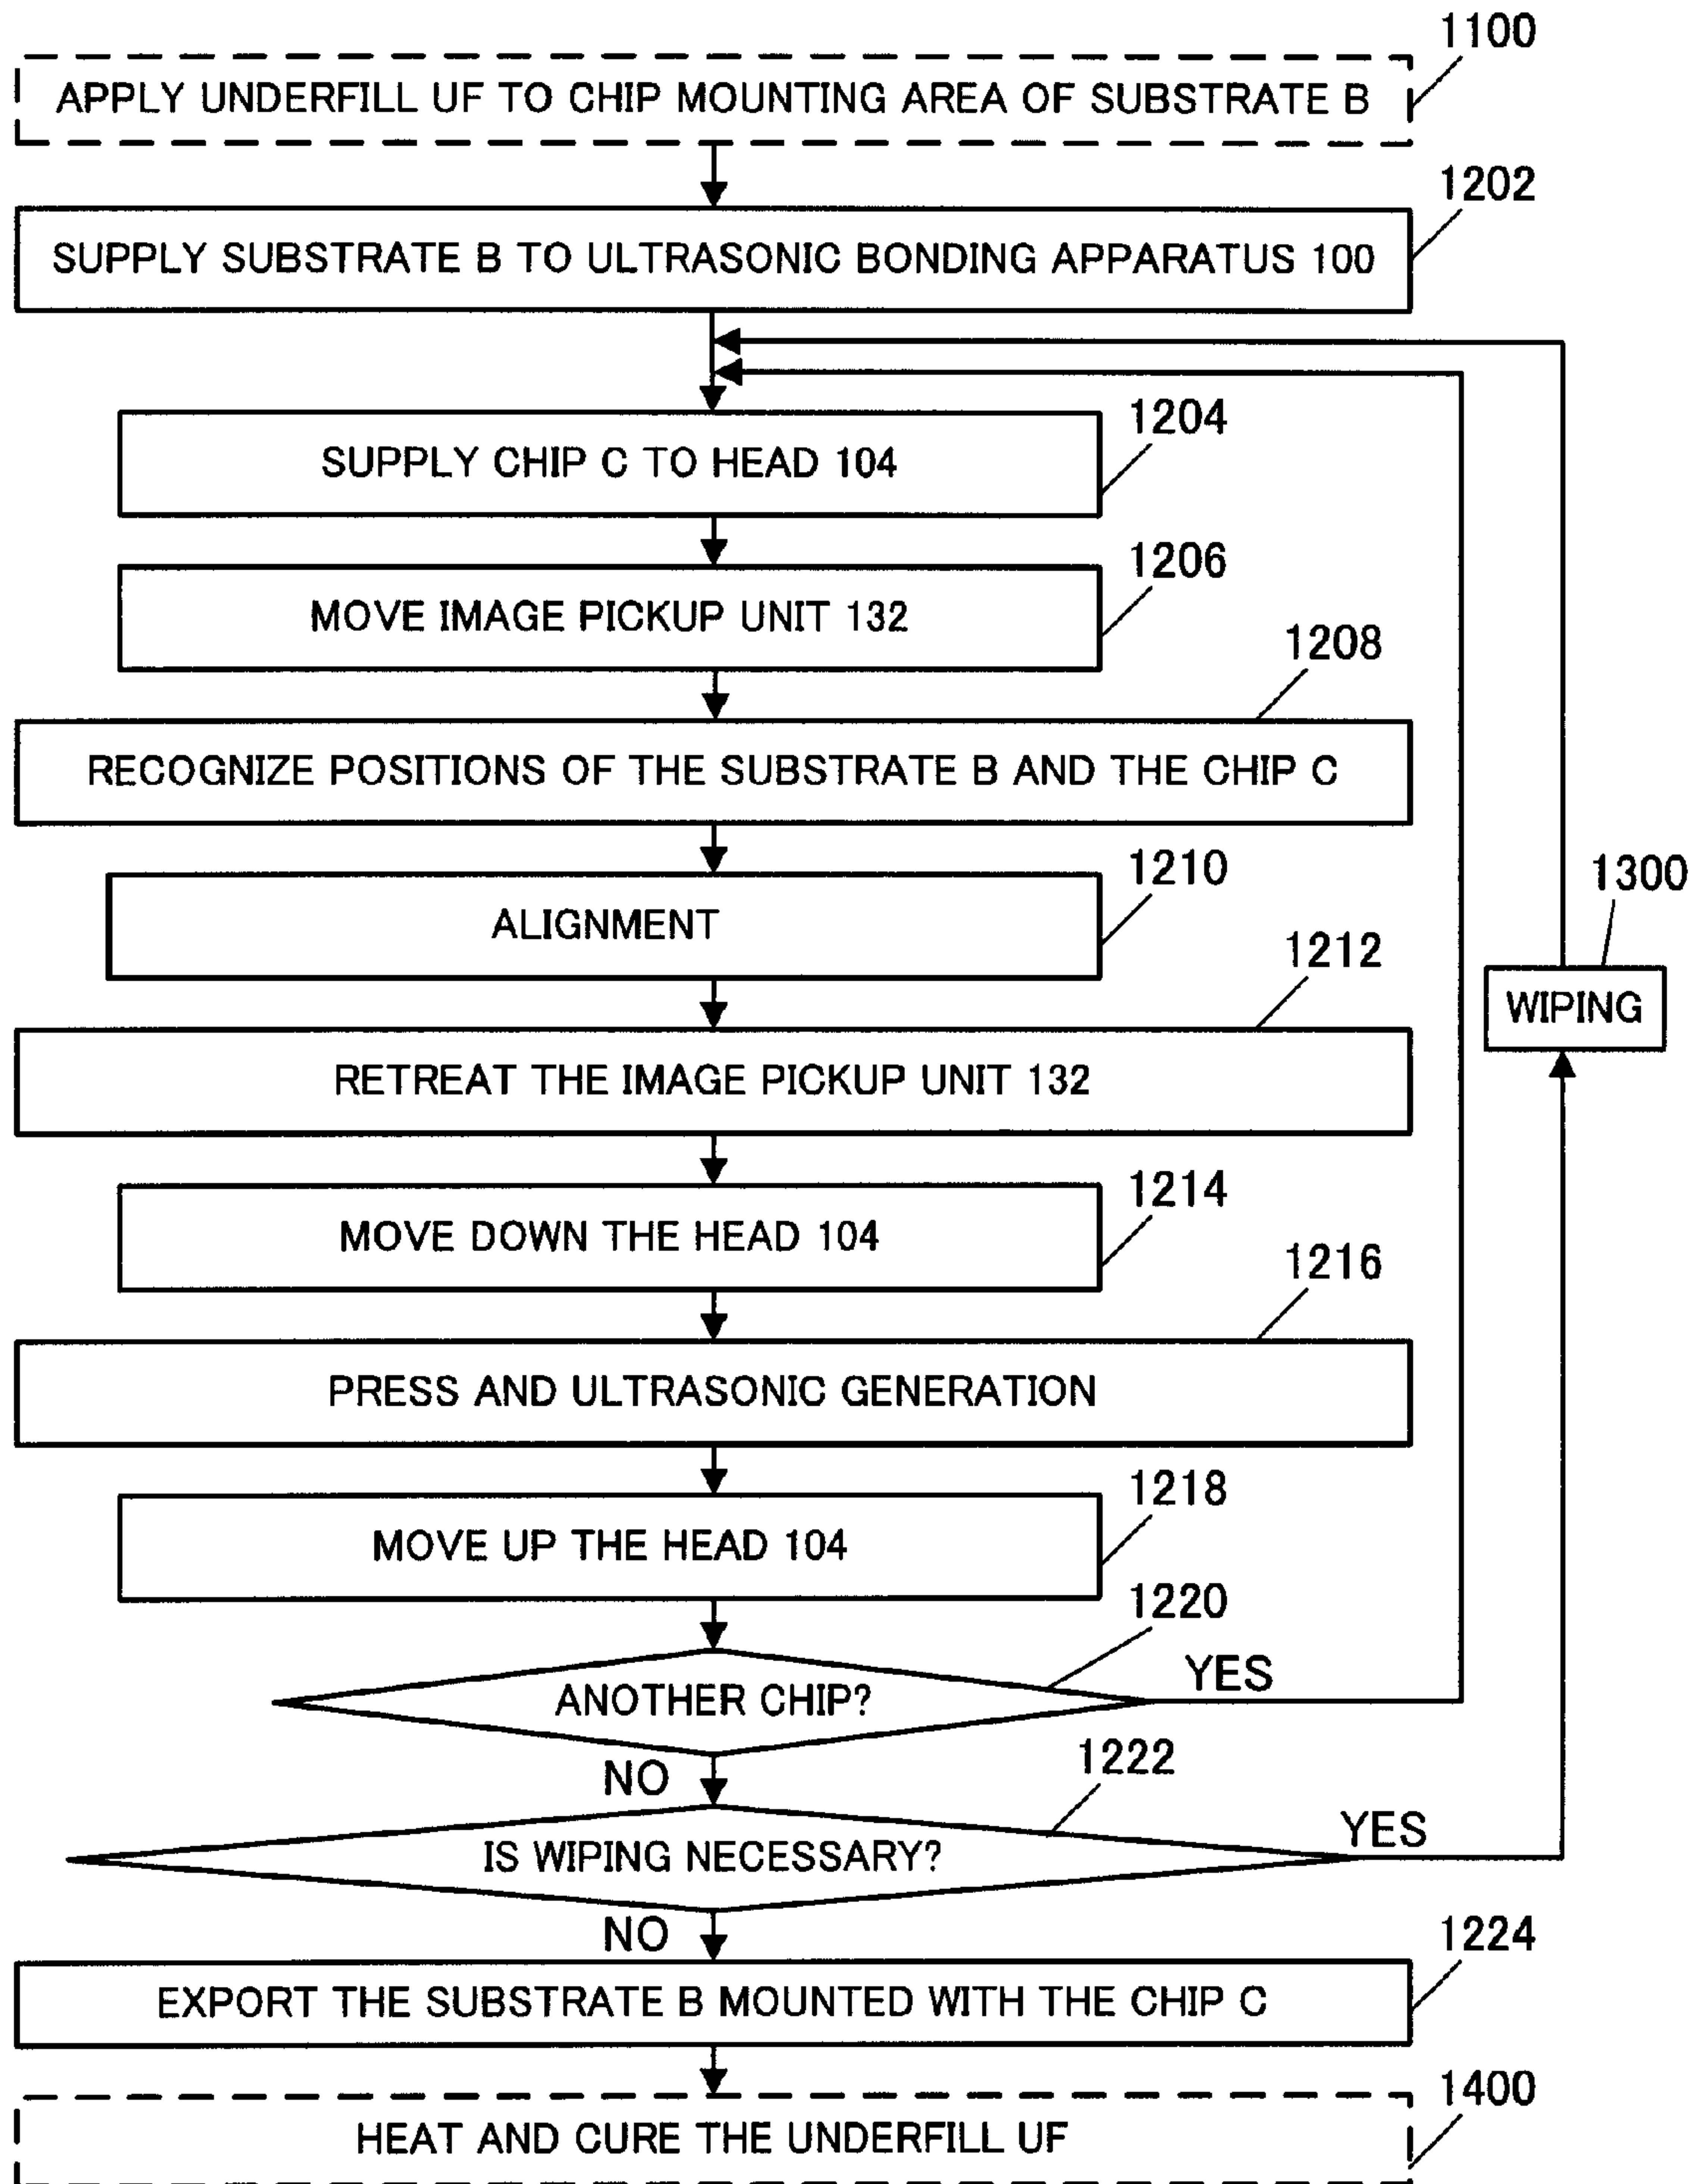 1100
APPLY UNDERFILL UF TO CHIP MOUNTING AREA OF SUBSTRATE B
1202
SUPPLY SUBSTRATE B TO ULTRASONIC BONDING APPARATUS 100
1204
SUPPLY CHIP C TO HEAD 104
1206
MOVE IMAGE PICKUP UNIT 132
1208
RECOGNIZE POSITIONS OF THE SUBSTRATE B AND THE CHIP C
1210
ALIGNMENT
1300
WIPING
1212
RETREAT THE IMAGE PICKUP UNIT 132
1214
MOVE DOWN THE HEAD 104
1216
PRESS AND ULTRASONIC GENERATION
1218
MOVE UP THE HEAD 104
1220
ANOTHER CHIP?
YES
NO
1222
IS WIPING NECESSARY?
YES
NO
1224
EXPORT THE SUBSTRATE B MOUNTED WITH THE CHIP C
1400
HEAT AND CURE THE UNDERFILL UF